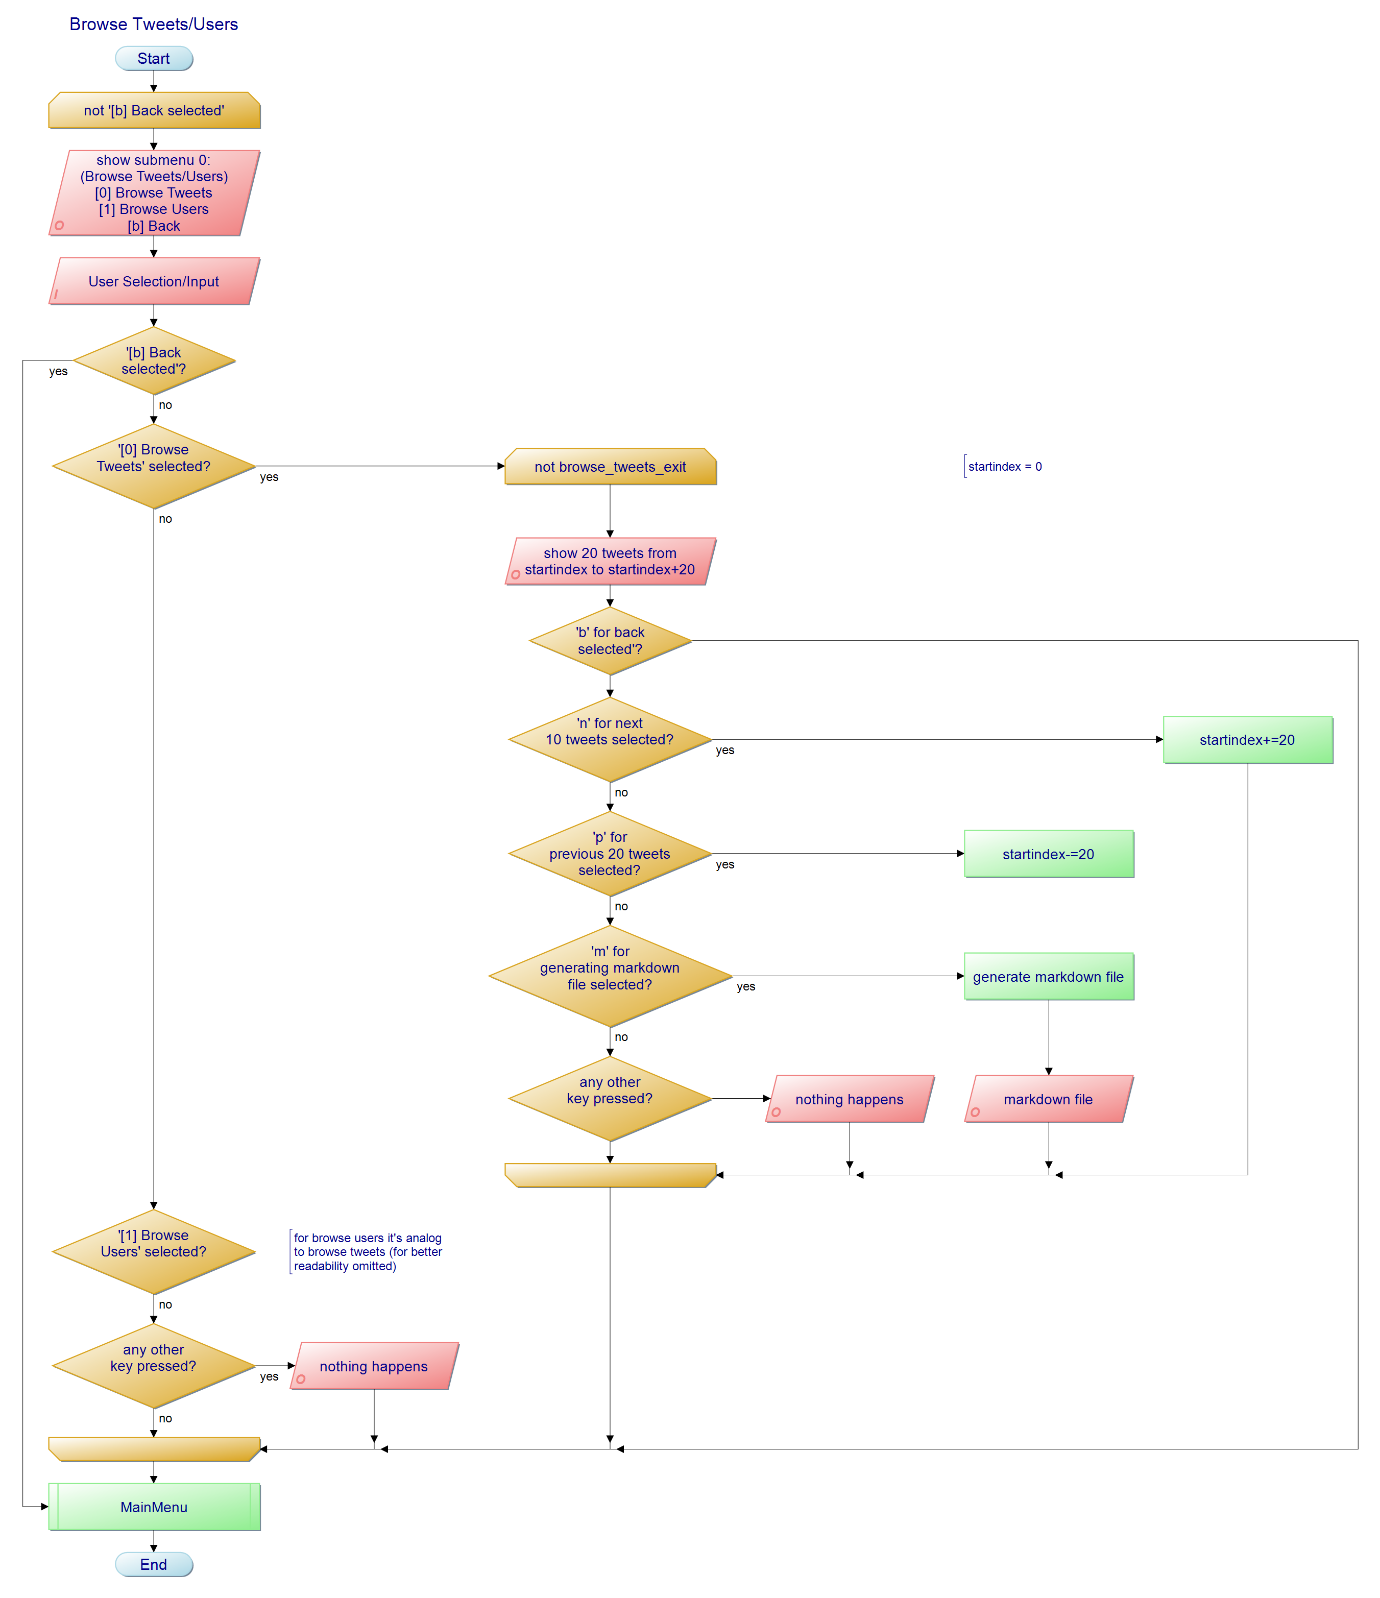 Browse Tweets/Users
Start
not '[b] Back selected'
show submenu 0:
(Browse Tweets/Users)
[0] Browse Tweets
[1] Browse Users
[b] Back
O
User Selection/Input
I
'[b] Back
selected'?
yes
no
'[0] Browse
Tweets' selected?
yes
no
not browse_tweets_exit
startindex = 0
show 20 tweets from
startindex to startindex+20
O
'b' for back
selected'?
'n' for next
10 tweets selected?
yes
no
startindex+=20
'p' for
previous 20 tweets
selected?
yes
no
startindex-=20
'm' for
generating markdown
file selected?
yes
no
generate markdown file
any other
key pressed?
nothing happens
O
markdown file
O
'[1] Browse
Users' selected?
no
for browse users it's analog
to browse tweets (for better
readability omitted)
any other
key pressed?
yes
no
nothing happens
O
MainMenu
End